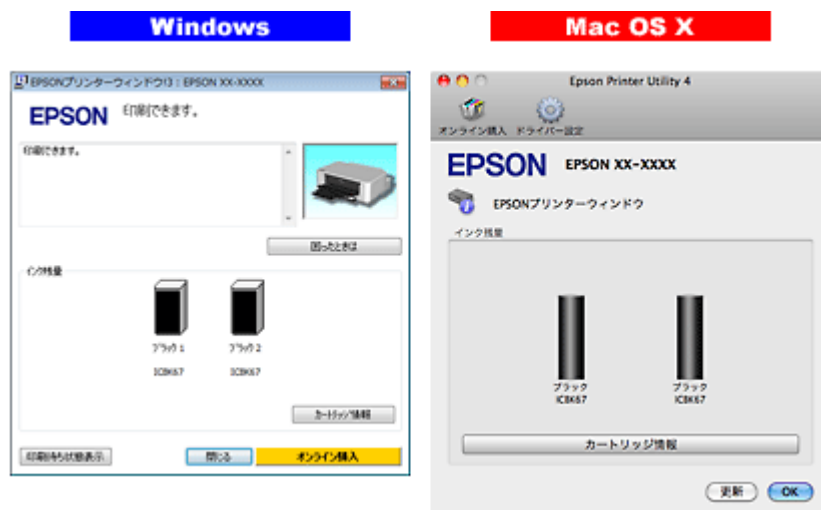 Windows
Mac OS X
EPSONプリンターウィンドウ!3 : EPSON XX-XXXX
EPSON
印刷できます。
印刷できます。
困ったときは
インク残量
ブラック1
ブラック2
ICBK67
ICBK67
カートリッジ情報
印刷待ち状態表示
閉じる
オンライン購入
Epson Printer Utility 4
オンライン購入
ドライバー設定
EPSON
EPSON XX-XXXX
EPSONプリンターウィンドウ
インク残量
ブラック
ブラック
ICBK67
ICBK67
カートリッジ情報
更新
OK